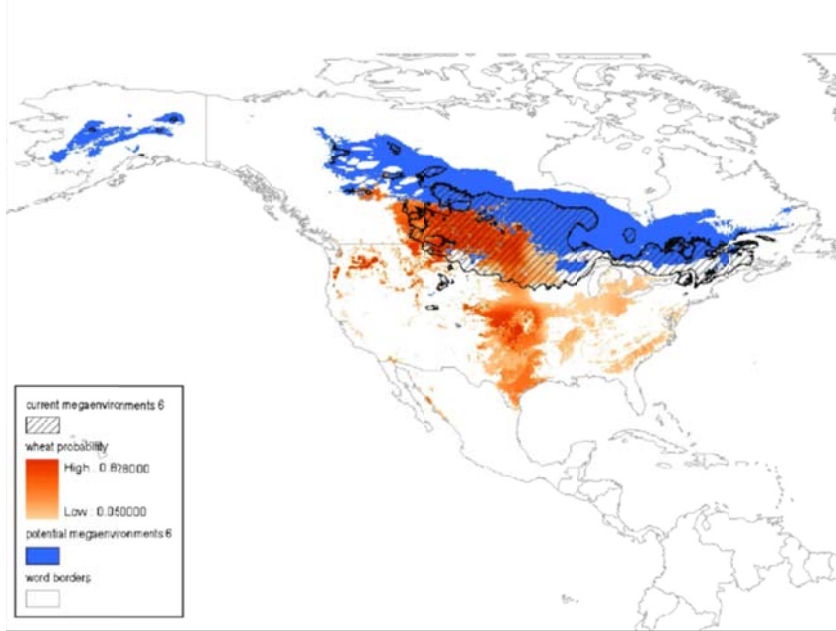 current megaenvironments 6
wheat probability
High : 0.828000
Low : 0.050000
potential megaenvironments 6
word borders